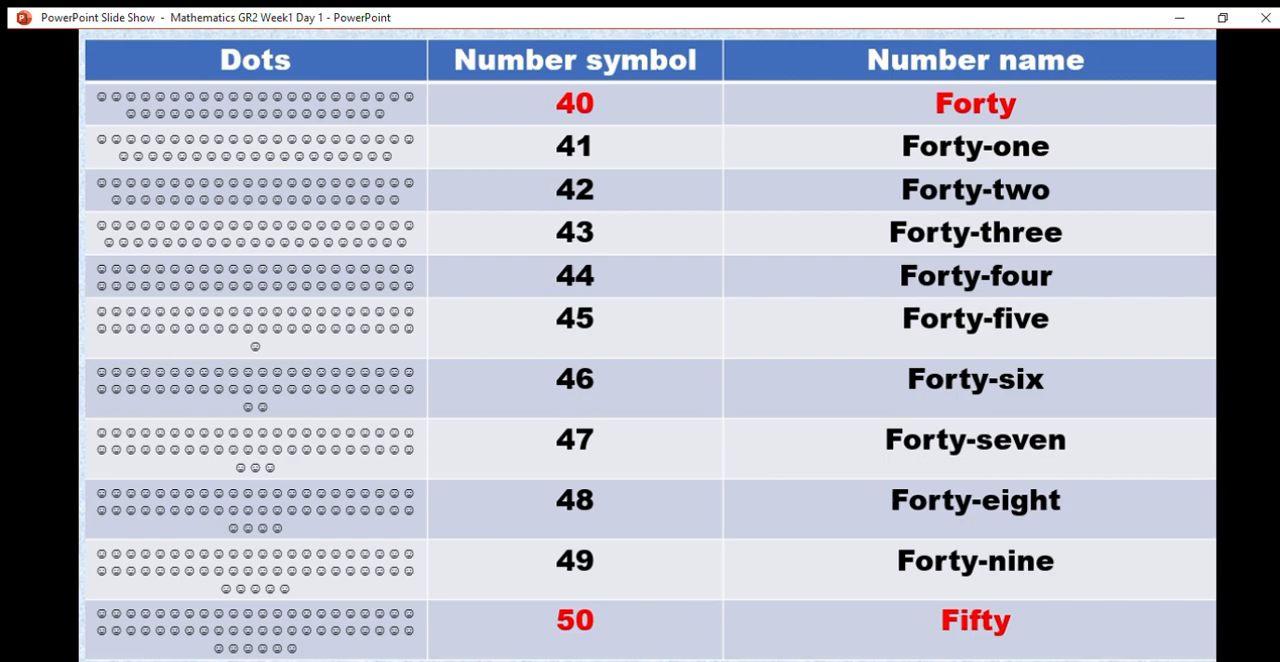 PowerPoint Slide Show - Mathematics GR2 Week1 Day 1 - PowerPoint
Dots Number symbol Number name
40 Forty
41 Forty-one
42 Forty-two
43 Forty-three
44 Forty-four
45 Forty-five
46 Forty-six
47 Forty-seven
48 Forty-eight
49 Forty-nine
50 Fifty